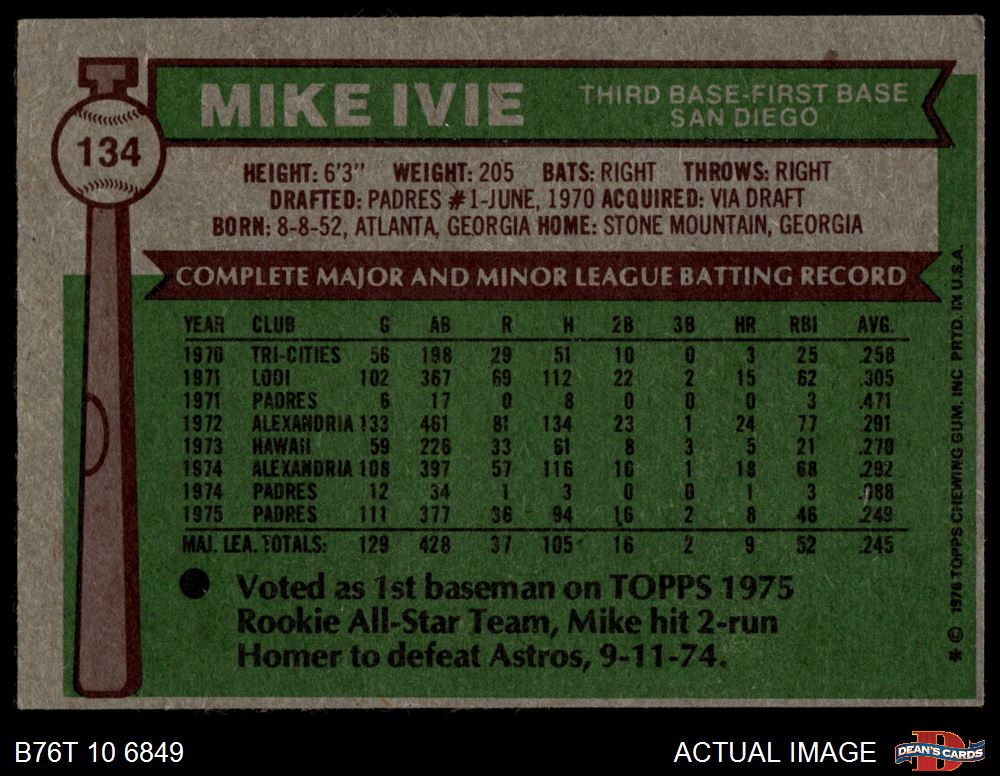 134
MIKE IVIE
THIRD BASE-FIRST BASE
SAN DIEGO
HEIGHT: 6'3" WEIGHT: 205 BATS: RIGHT THROWS: RIGHT
DRAFTED: PADRES #1-JUNE, 1970 ACQUIRED: VIA DRAFT
BORN: 8-8-52, ATLANTA, GEORGIA HOME: STONE MOUNTAIN, GEORGIA
COMPLETE MAJOR AND MINOR LEAGUE BATTING RECORD
YEAR CLUB G AB R H 2B 3B HR RBI AVG.
1970 TRI-CITIES 56 198 29 51 10 0 3 25 .258
1971 LODI 102 367 69 112 22 2 15 62 .305
1971 PADRES 6 17 0 8 0 0 0 3 .471
1972 ALEXANDRIA 133 461 81 134 23 1 24 77 .291
1973 HAWAII 59 226 33 61 8 3 5 21 .270
1974 ALEXANDRIA 108 397 57 116 10 1 18 68 .292
1974 PADRES 12 34 1 3 0 0 1 3 .088
1975 PADRES 111 377 36 94 16 2 8 46 .249
MAJ. LEA. TOTALS: 129 428 37 105 16 2 9 52 .245
Voted as 1st baseman on TOPPS 1975
Rookie All-Star Team, Mike hit 2-run
Homer to defeat Astros, 9-11-74.
* © 1976 TOPPS CHEWING GUM, INC PRTD. IN U.S.A.
B76T 10 6849
ACTUAL IMAGE
DEAN'S CARDS